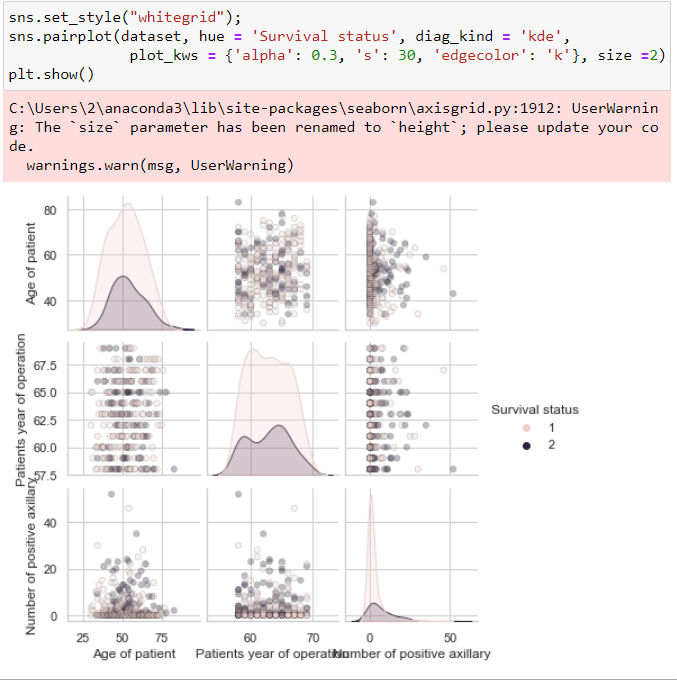 sns.set_style("whitegrid");
sns.pairplot(dataset, hue = 'Survival status', diag_kind = 'kde',
plot_kws = {'alpha': 0.3, 's': 30, 'edgecolor': 'k'}, size =2)
plt.show()
C:\Users\2\anaconda3\lib\site-packages\seaborn\axisgrid.py:1912: UserWarnin
g: The `size` parameter has been renamed to `height`; please update your co
de.
warnings.warn(msg, UserWarning)
80
60
40
Age of patient
67.5
65.0
62.5
60.0
57.5
Patients year of operation
40
20
0
Number of positive axillary
Survival status
1
2
25 50 75 60 70 0 50
Age of patient Patients year of operation Number of positive axillary